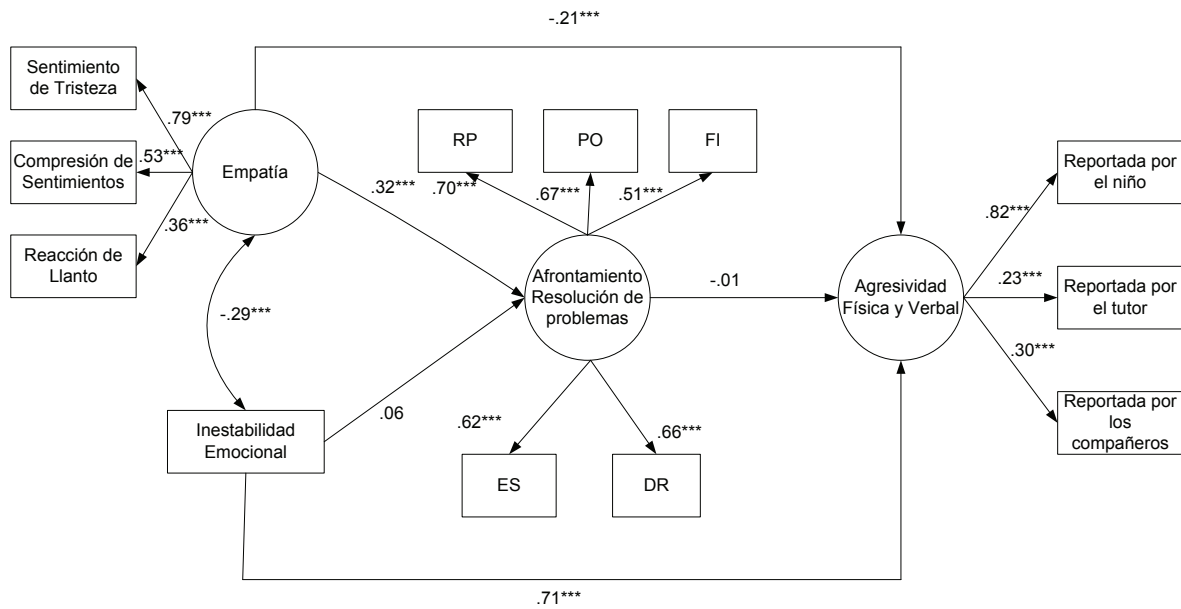 -.21***
Sentimiento
de Tristeza
.79***
RP
PO
FI
Compresión de
Sentimientos
.53***
Empatía
.32***
.70***
.67***
.51***
Reportada por
el niño
.36***
.82***
Reacción de
Llanto
Afrontamiento
Resolución de
problemas
-.01
Agresividad
Física y Verbal
.23***
Reportada por
el tutor
-.29***
.30***
.06
Inestabilidad
Emocional
.62***
.66***
Reportada por
los
compañeros
ES
DR
.71***